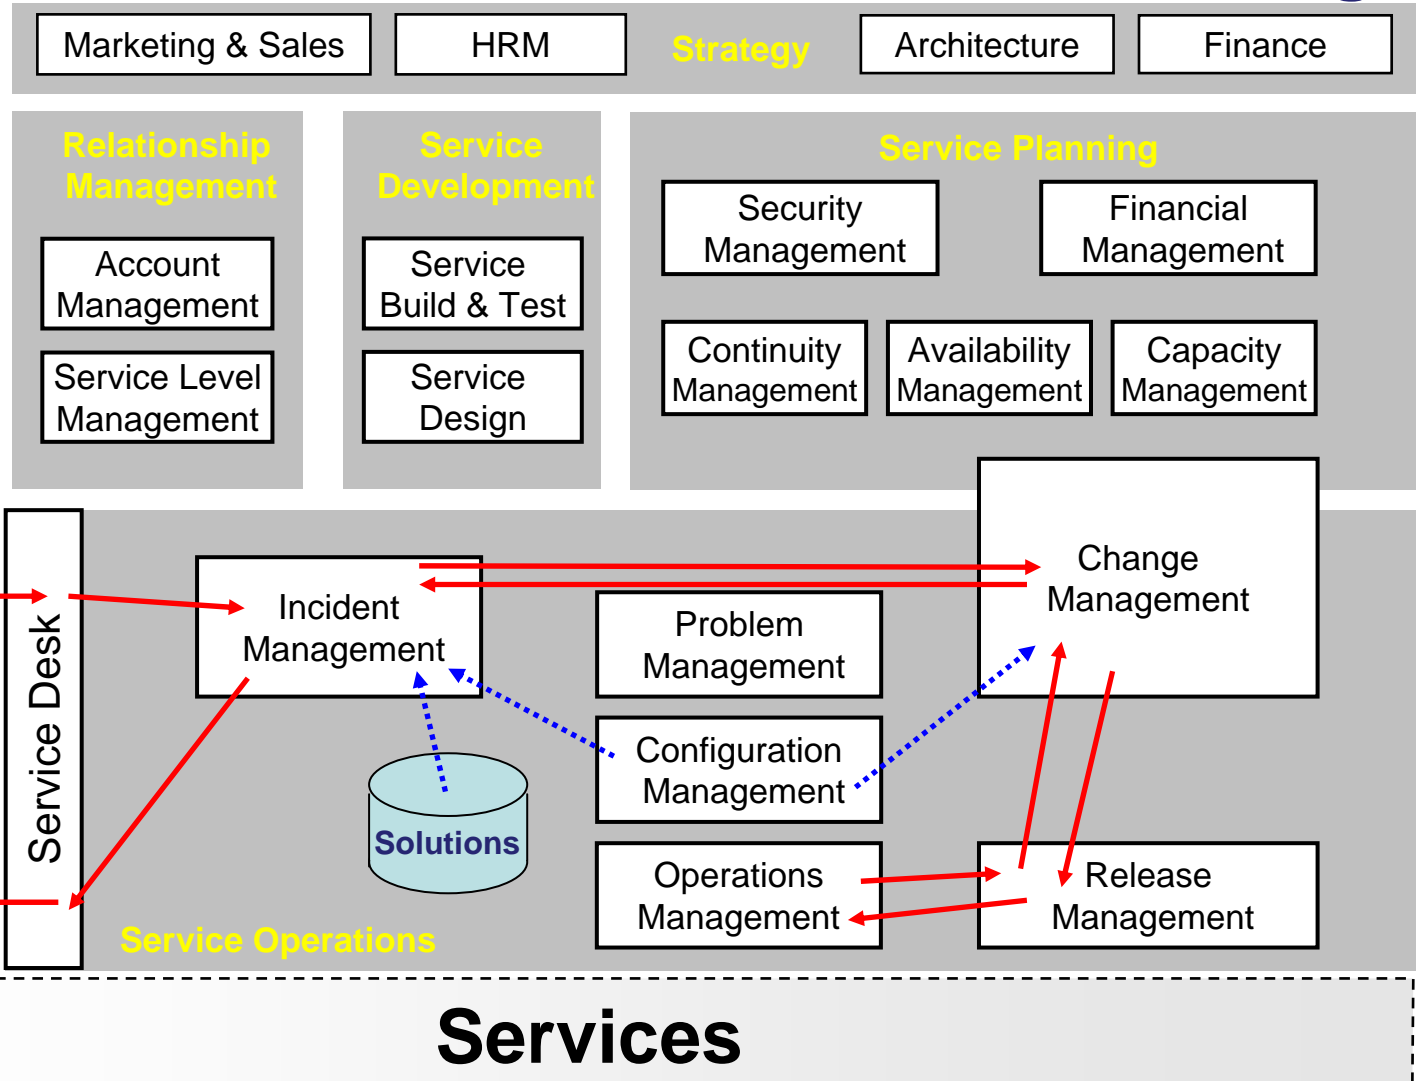 Marketing & Sales
HRM
Strategy
Architecture
Finance
Relationship
Management
Account
Management
Service Level
Management
Service
Development
Service
Build & Test
Service
Design
Service Planning
Security
Management
Financial
Management
Continuity
Management
Availability
Management
Capacity
Management
Service Desk
Incident
Management
Problem
Management
Change
Management
Configuration
Management
Solutions
Operations
Management
Release
Management
Service Operations
Services